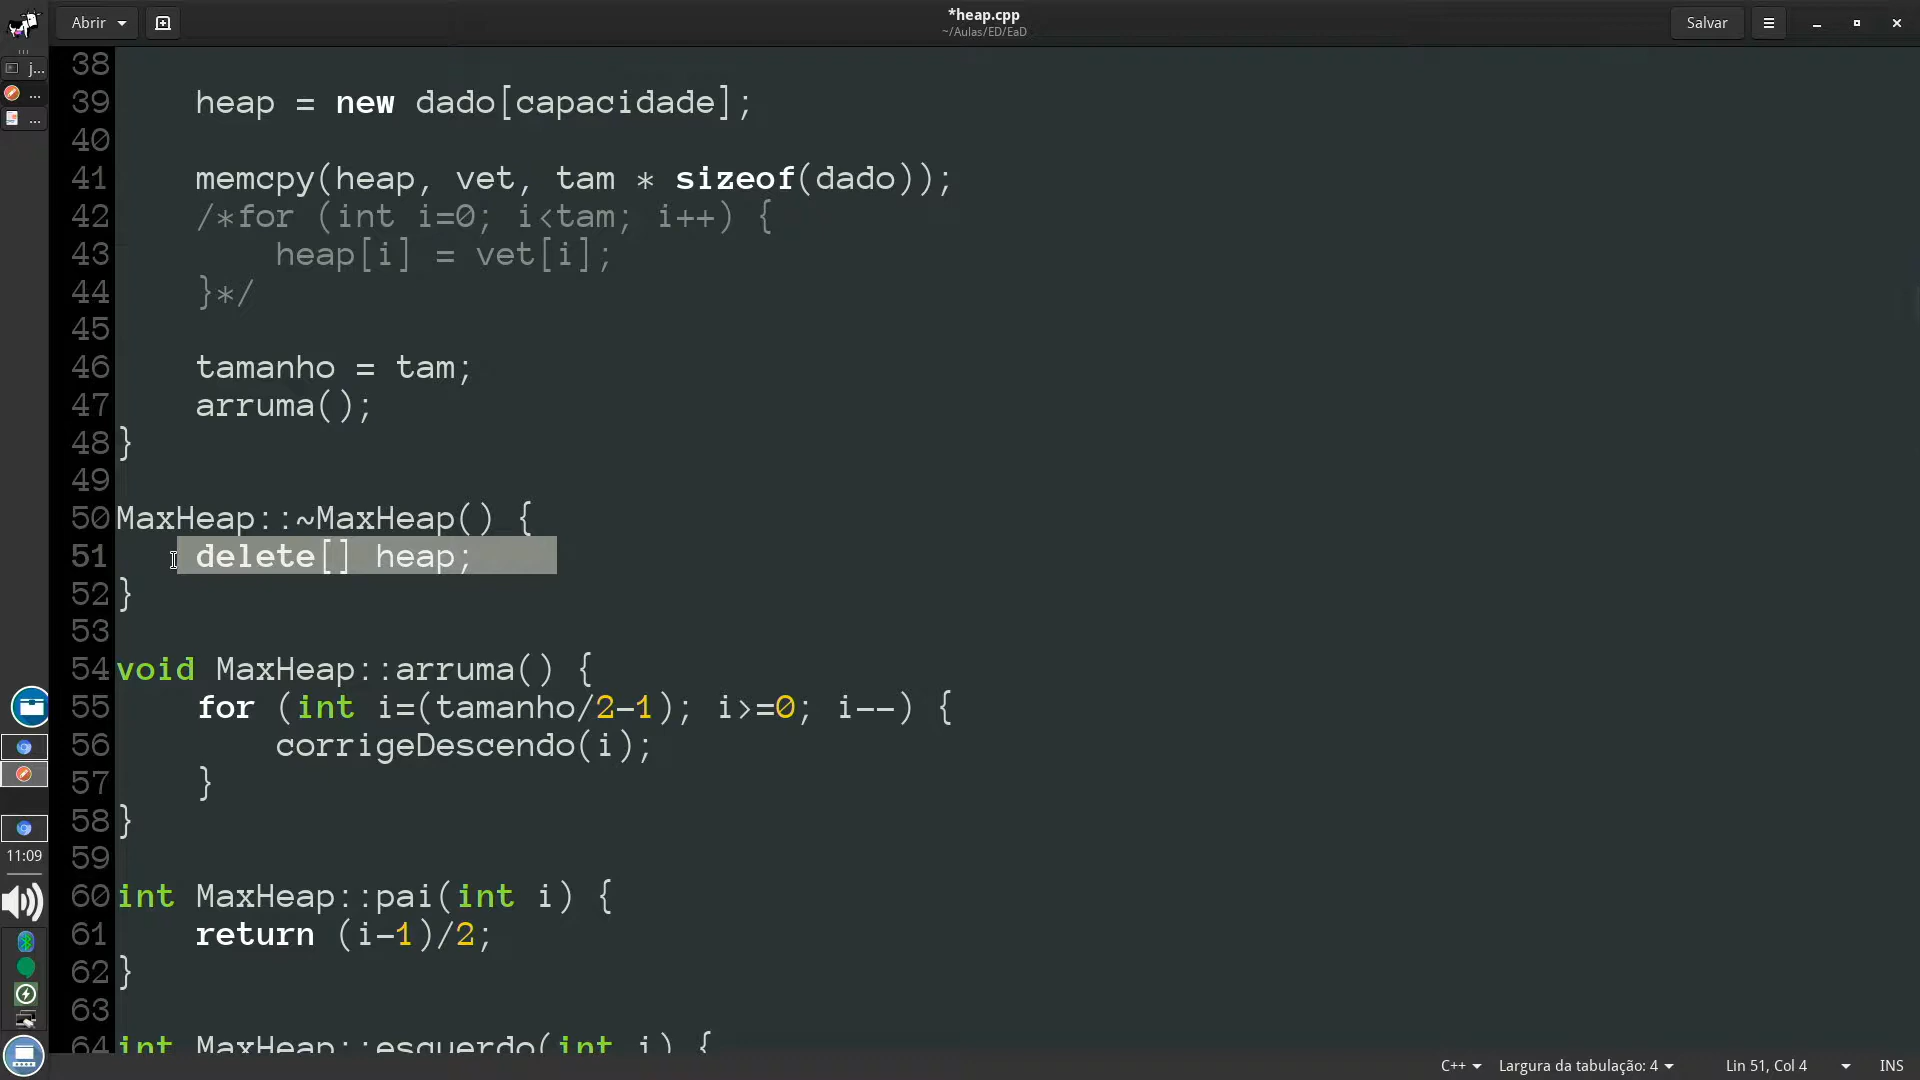 Abrir
*heap.cpp
~/Aulas/ED/EaD
Salvar
j...
...
...
38
39 heap = new dado[capacidade];
40
41 memcpy(heap, vet, tam * sizeof(dado));
42 /*for (int i=0; i<tam; i++) {
43 heap[i] = vet[i];
44 }*/
45
46 tamanho = tam;
47 arruma();
48 }
49
50 MaxHeap::~MaxHeap() {
51 delete[] heap;
52 }
53
54 void MaxHeap::arruma() {
55 for (int i=(tamanho/2-1); i>=0; i--) {
56 corrigeDescendo(i);
57 }
58 }
59
60 int MaxHeap::pai(int i) {
61 return (i-1)/2;
62 }
63
64 int MaxHeap::esquerdo(int i) {
11:09
C++
Largura da tabulação: 4
Lin 51, Col 4
INS